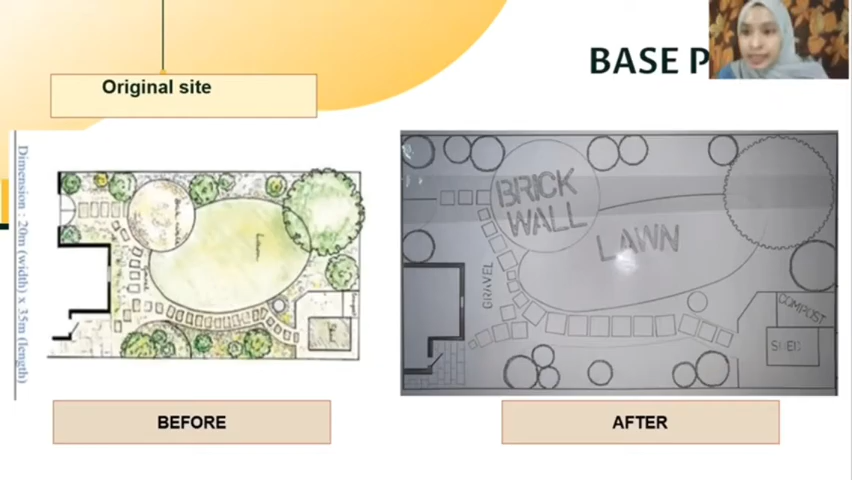 BASE P
Original site
Dimension : 20m (width) x 35m (length)
Lawn
BRICK
WALL
LAWN
GRAVEL
COMPOST
SHED
BEFORE
AFTER